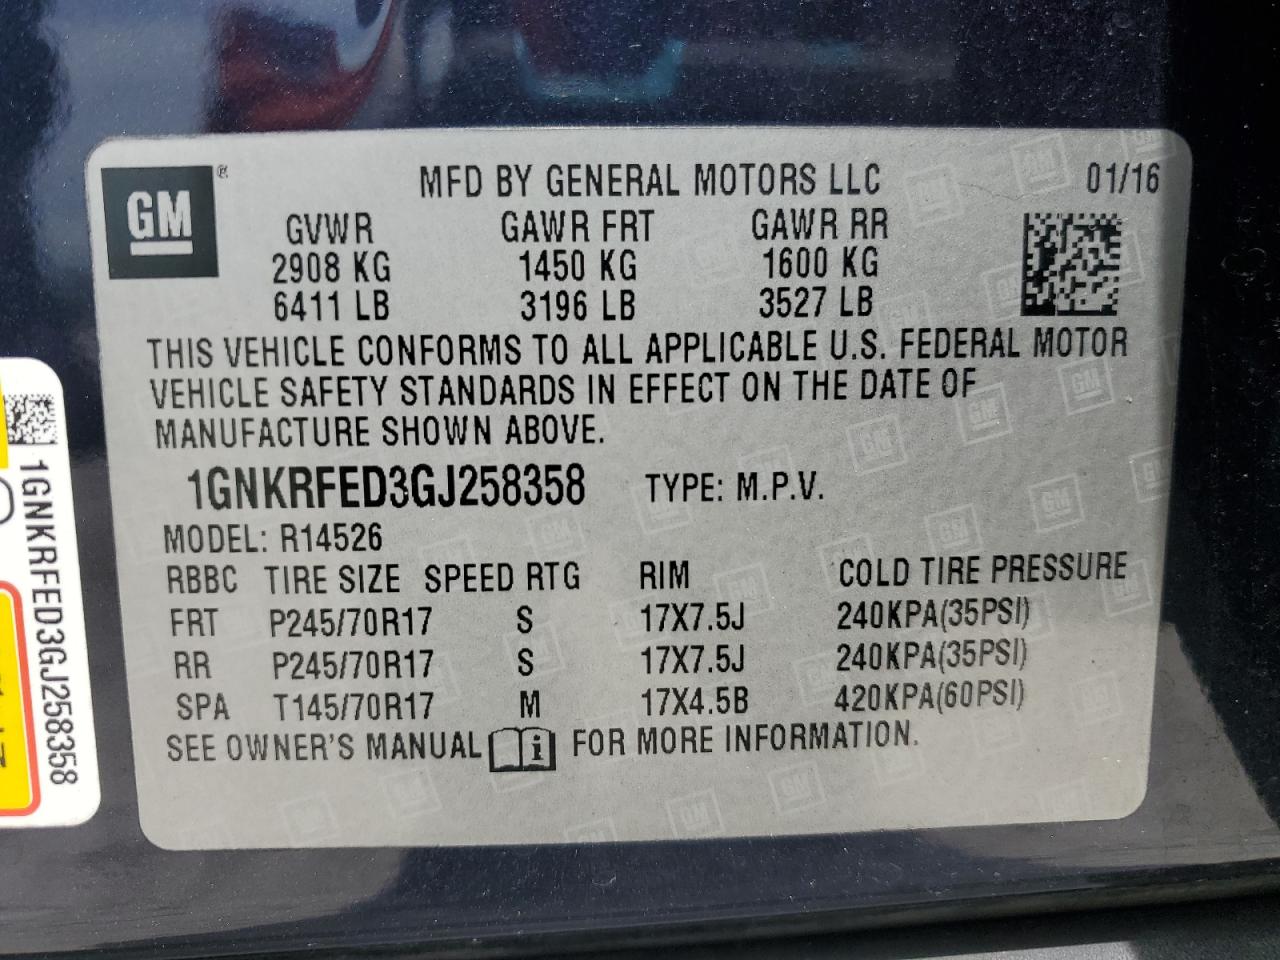 GM ®
MFD BY GENERAL MOTORS LLC 01/16
GVWR GAWR FRT GAWR RR
2908 KG 1450 KG 1600 KG
6411 LB 3196 LB 3527 LB
THIS VEHICLE CONFORMS TO ALL APPLICABLE U.S. FEDERAL MOTOR
VEHICLE SAFETY STANDARDS IN EFFECT ON THE DATE OF
MANUFACTURE SHOWN ABOVE.
1GNKRFED3GJ258358 TYPE: M.P.V.
MODEL: R14526
RBBC TIRE SIZE SPEED RTG RIM COLD TIRE PRESSURE
FRT P245/70R17 S 17X7.5J 240KPA(35PSI)
RR P245/70R17 S 17X7.5J 240KPA(35PSI)
SPA T145/70R17 M 17X4.5B 420KPA(60PSI)
SEE OWNER'S MANUAL i FOR MORE INFORMATION.
1GNKRFED3GJ258358